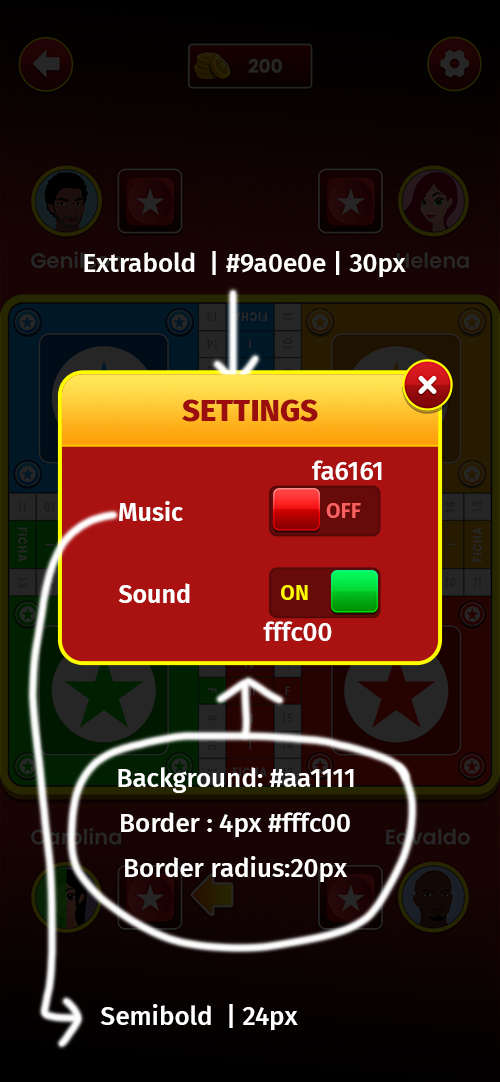 200
Extrabold | #9a0e0e | 30px
SETTINGS
fa6161
Music
OFF
Sound
ON
fffc00
Background: #aa1111
Border : 4px #fffc00
Border radius:20px
Carolina
Semibold | 24px